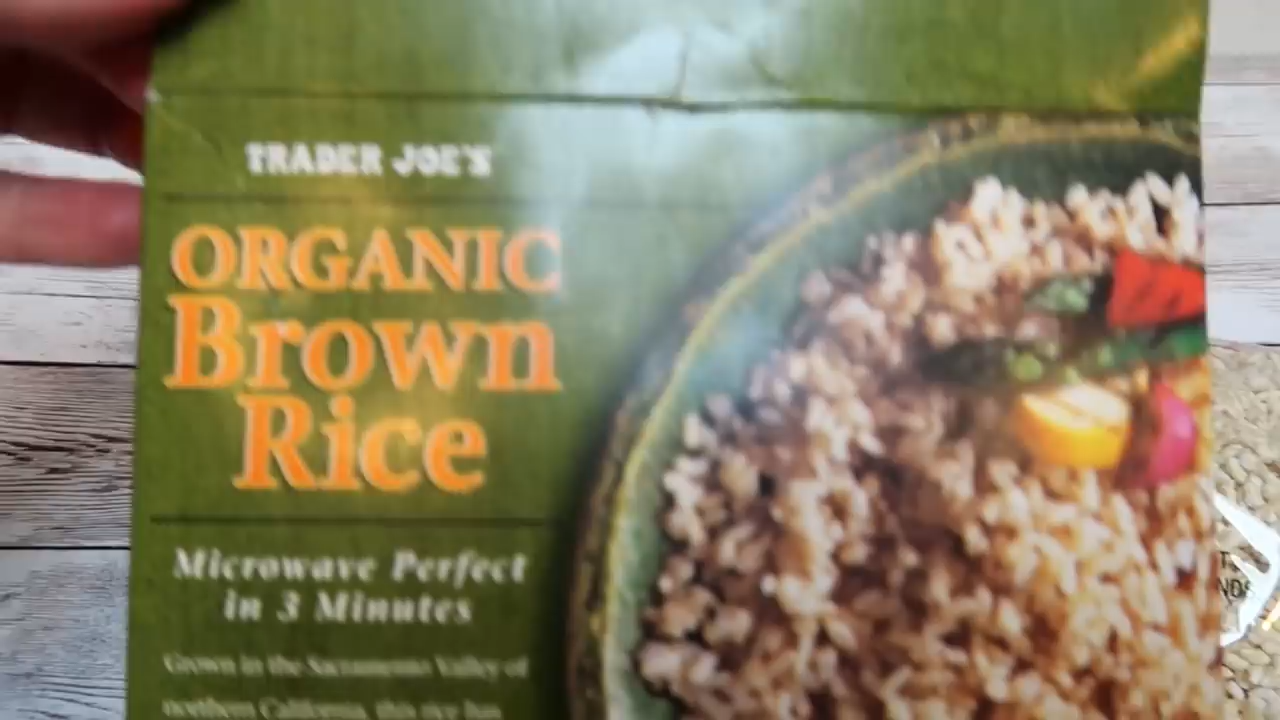 TRADER JOE'S
ORGANIC
Brown
Rice
Microwave Perfect
in 3 Minutes
Grown in the Sacramento Valley of
northern California, this rice has